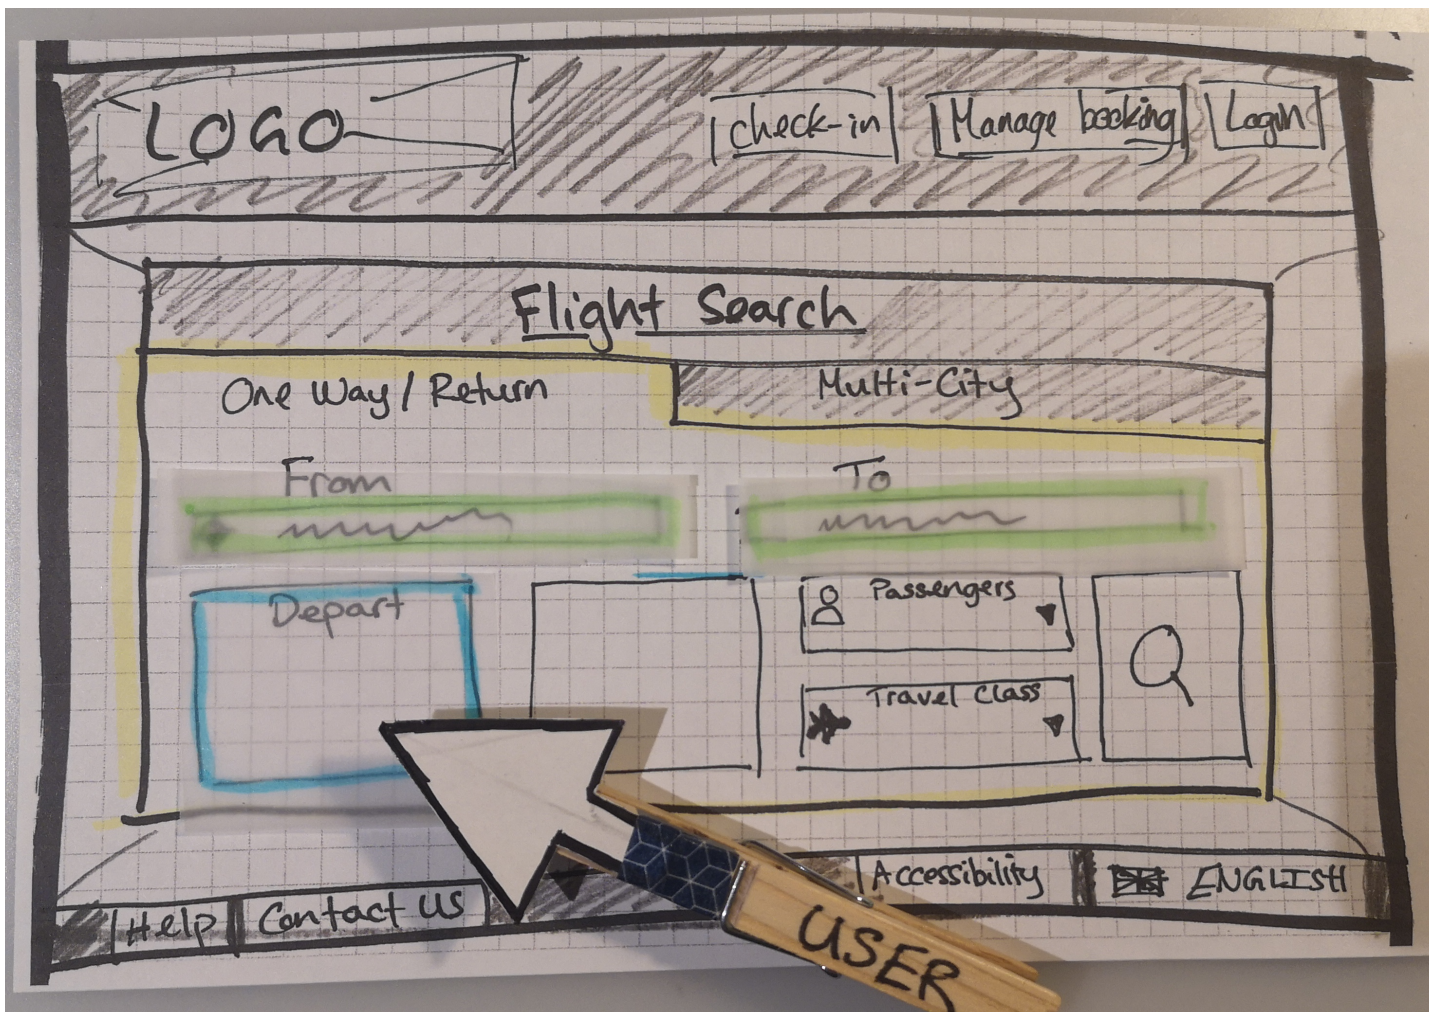 LOGO
check-in
Manage booking
Login
Flight Search
One Way / Return
Multi-City
From
To
Depart
Passengers
Travel Class
Help
Contact Us
Accessibility
ENGLISH
USER